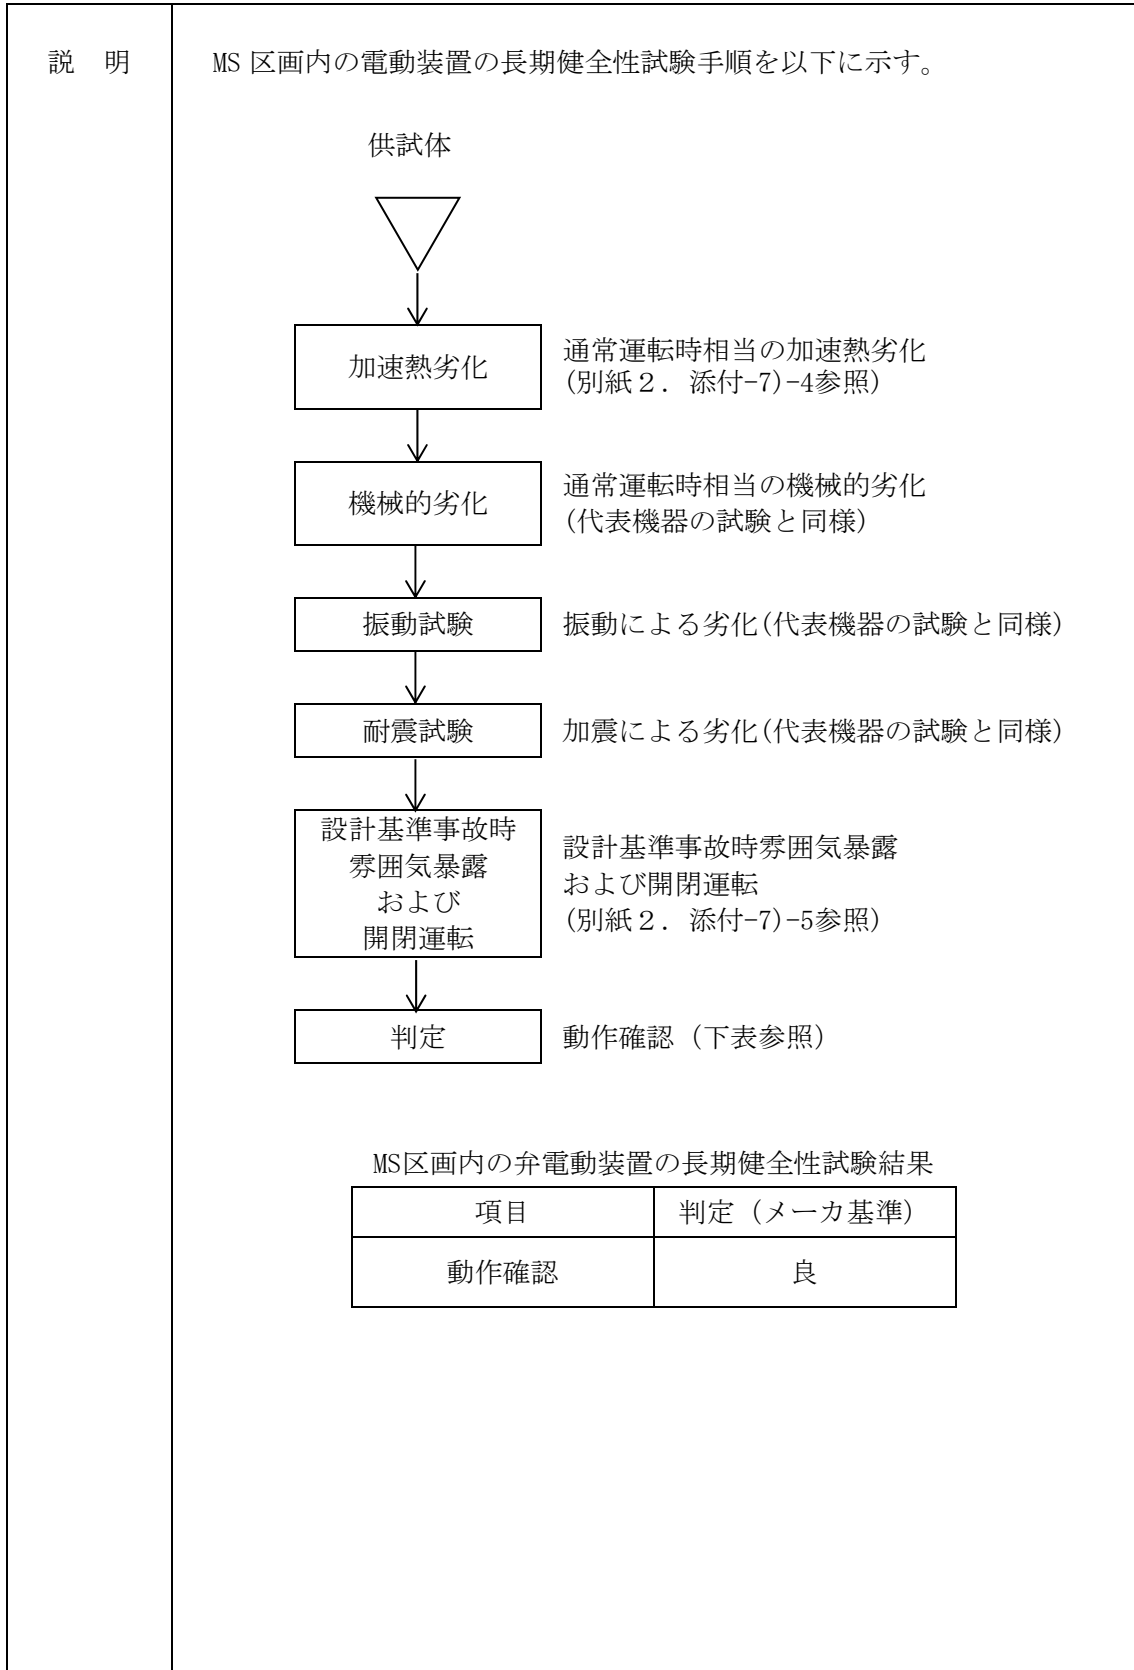 説 明
MS 区画内の電動装置の長期健全性試験手順を以下に示す。
供試体
加速熱劣化
通常運転時相当の加速熱劣化
(別紙２．添付-7)-4参照)
機械的劣化
通常運転時相当の機械的劣化
(代表機器の試験と同様)
振動試験
振動による劣化(代表機器の試験と同様)
耐震試験
加震による劣化(代表機器の試験と同様)
設計基準事故時
雰囲気暴露
および
開閉運転
設計基準事故時雰囲気暴露
および開閉運転
(別紙２．添付-7)-5参照)
判定
動作確認（下表参照）
MS区画内の弁電動装置の長期健全性試験結果
項目 判定（メーカ基準）
動作確認 良